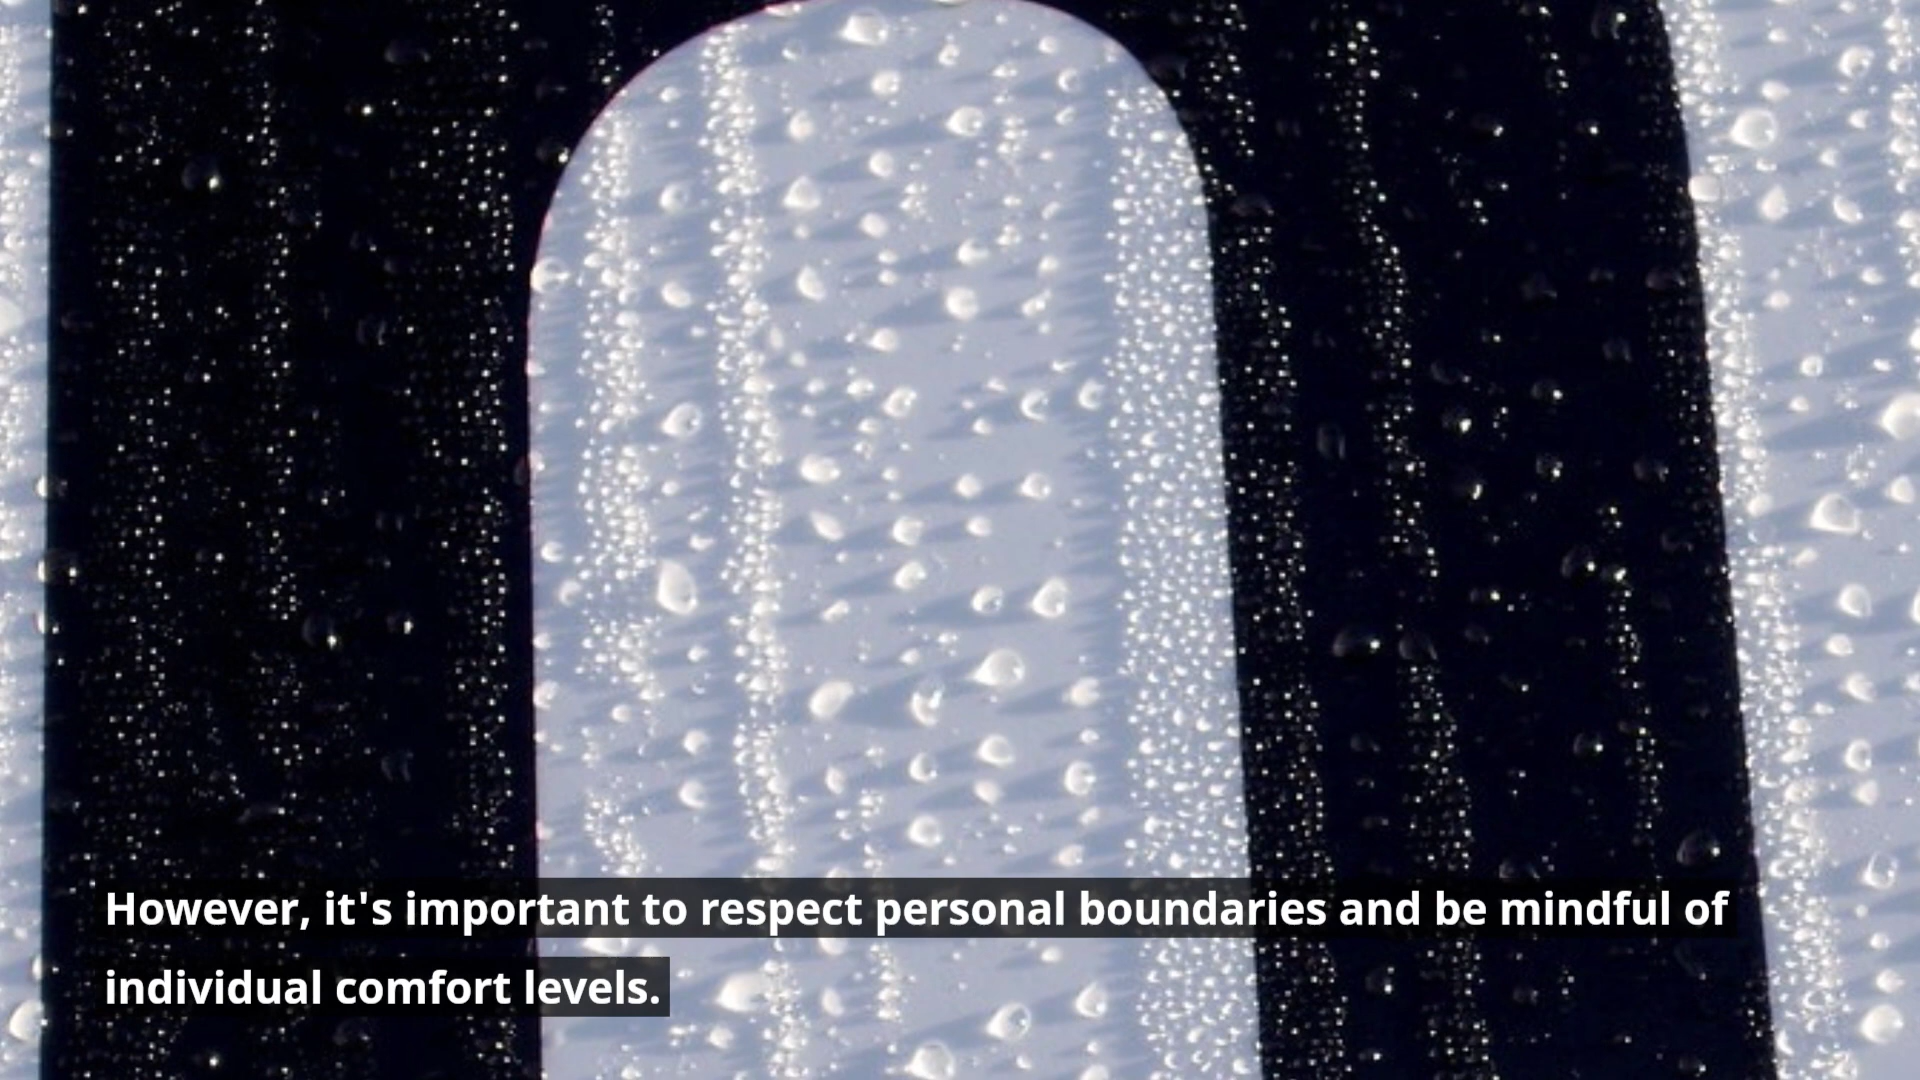 However, it's important to respect personal boundaries and be mindful of
individual comfort levels.